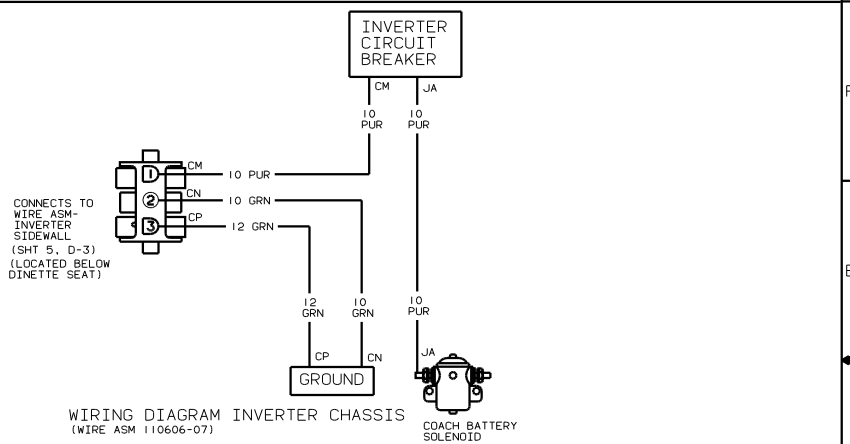 INVERTER
CIRCUIT
BREAKER
CM
JA
10
PUR
10
PUR
CM
1
10 PUR
CN
2
10 GRN
CP
3
12 GRN
CONNECTS TO
WIRE ASM-
INVERTER
SIDEWALL
(SHT 5, D-3)
(LOCATED BELOW
DINETTE SEAT)
12
GRN
10
GRN
10
PUR
CP
CN
JA
GROUND
WIRING DIAGRAM INVERTER CHASSIS
(WIRE ASM 110606-07)
COACH BATTERY
SOLENOID